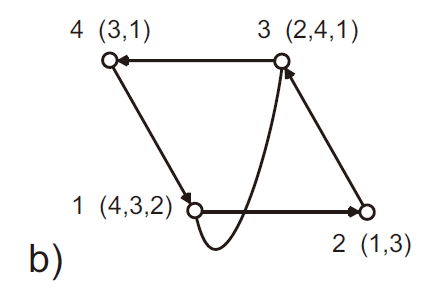 4 (3,1)
3 (2,4,1)
1 (4,3,2)
2 (1,3)
b)